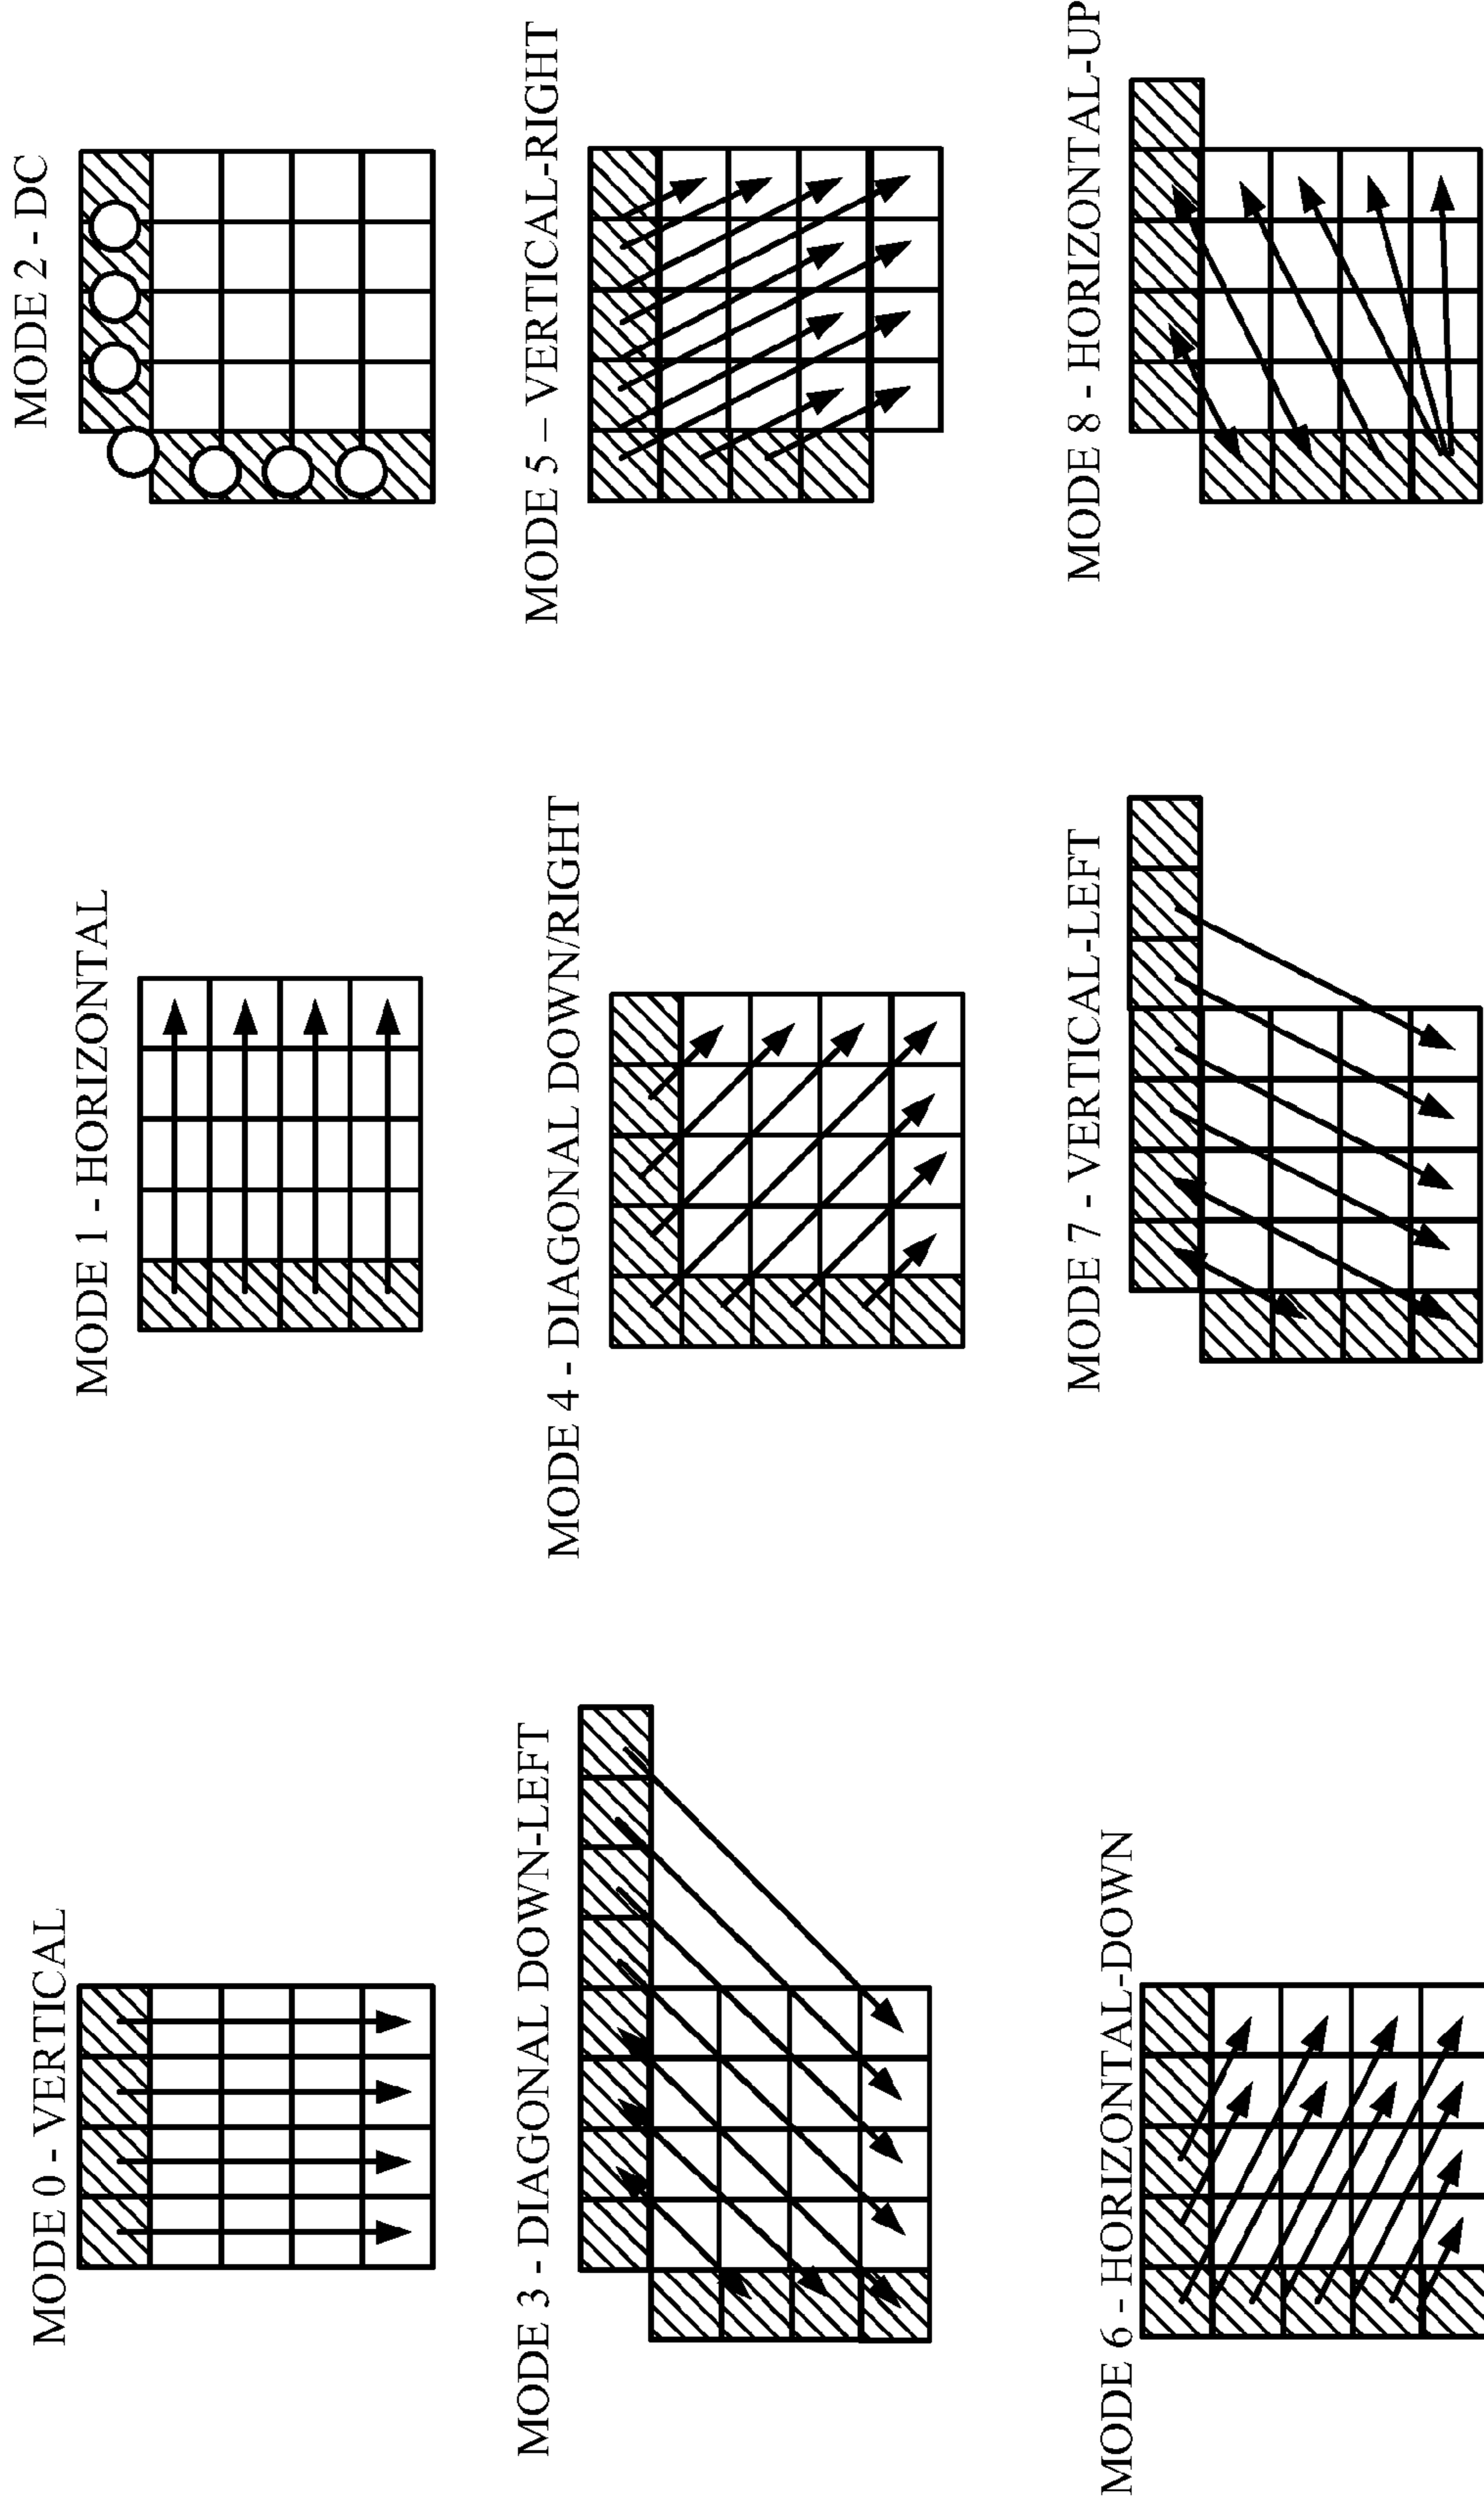 MODE 0 - VERTICAL
MODE 1 - HORIZONTAL
MODE 2 - DC
MODE 3 - DIAGONAL DOWN-LEFT
MODE 4 - DIAGONAL DOWN/RIGHT
MODE 5 – VERTICAL-RIGHT
MODE 6 - HORIZONTAL-DOWN
MODE 7 - VERTICAL-LEFT
MODE 8 - HORIZONTAL-UP